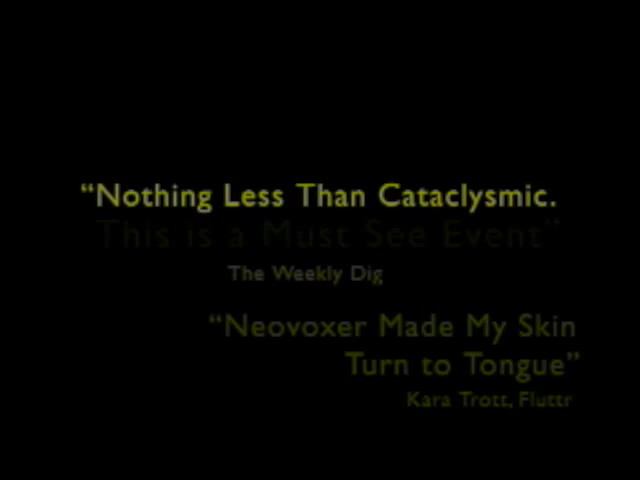 “Nothing Less Than Cataclysmic.
This is a Must See Event”
The Weekly Dig
“Neovoxer Made My Skin
Turn to Tongue”
Kara Trott, Fluttr